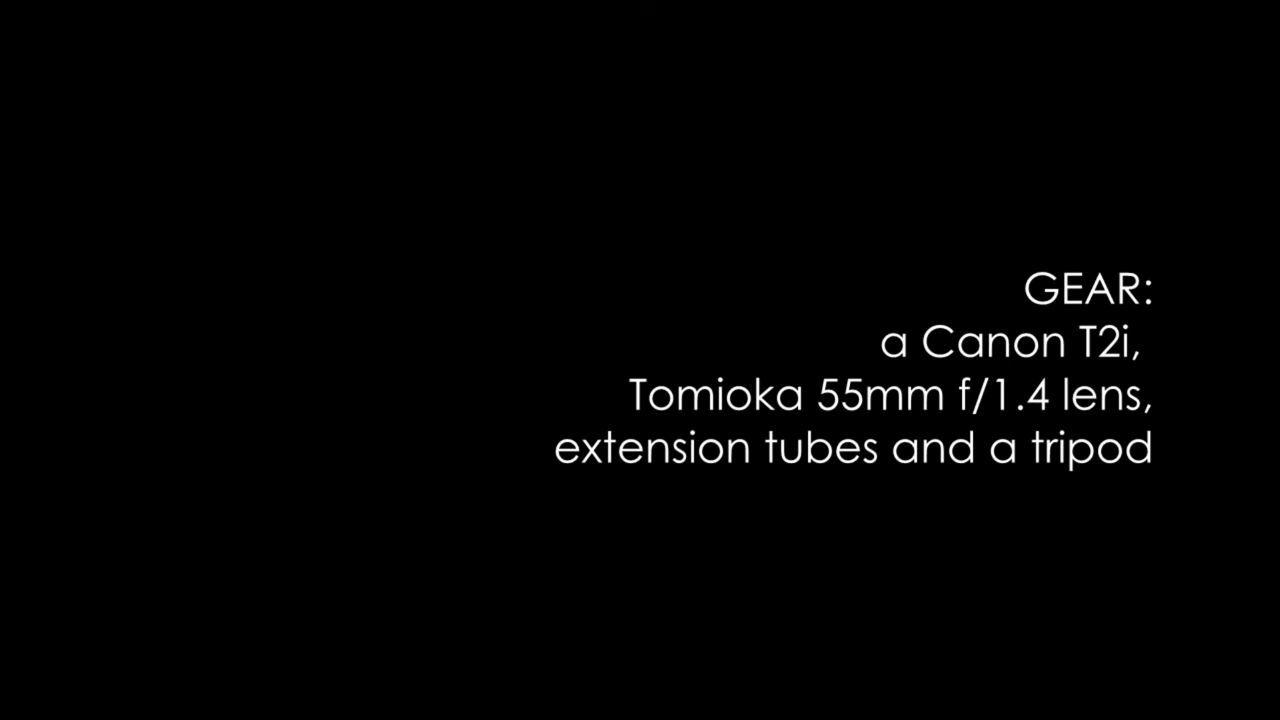 GEAR:
a Canon T2i,
Tomioka 55mm f/1.4 lens,
extension tubes and a tripod